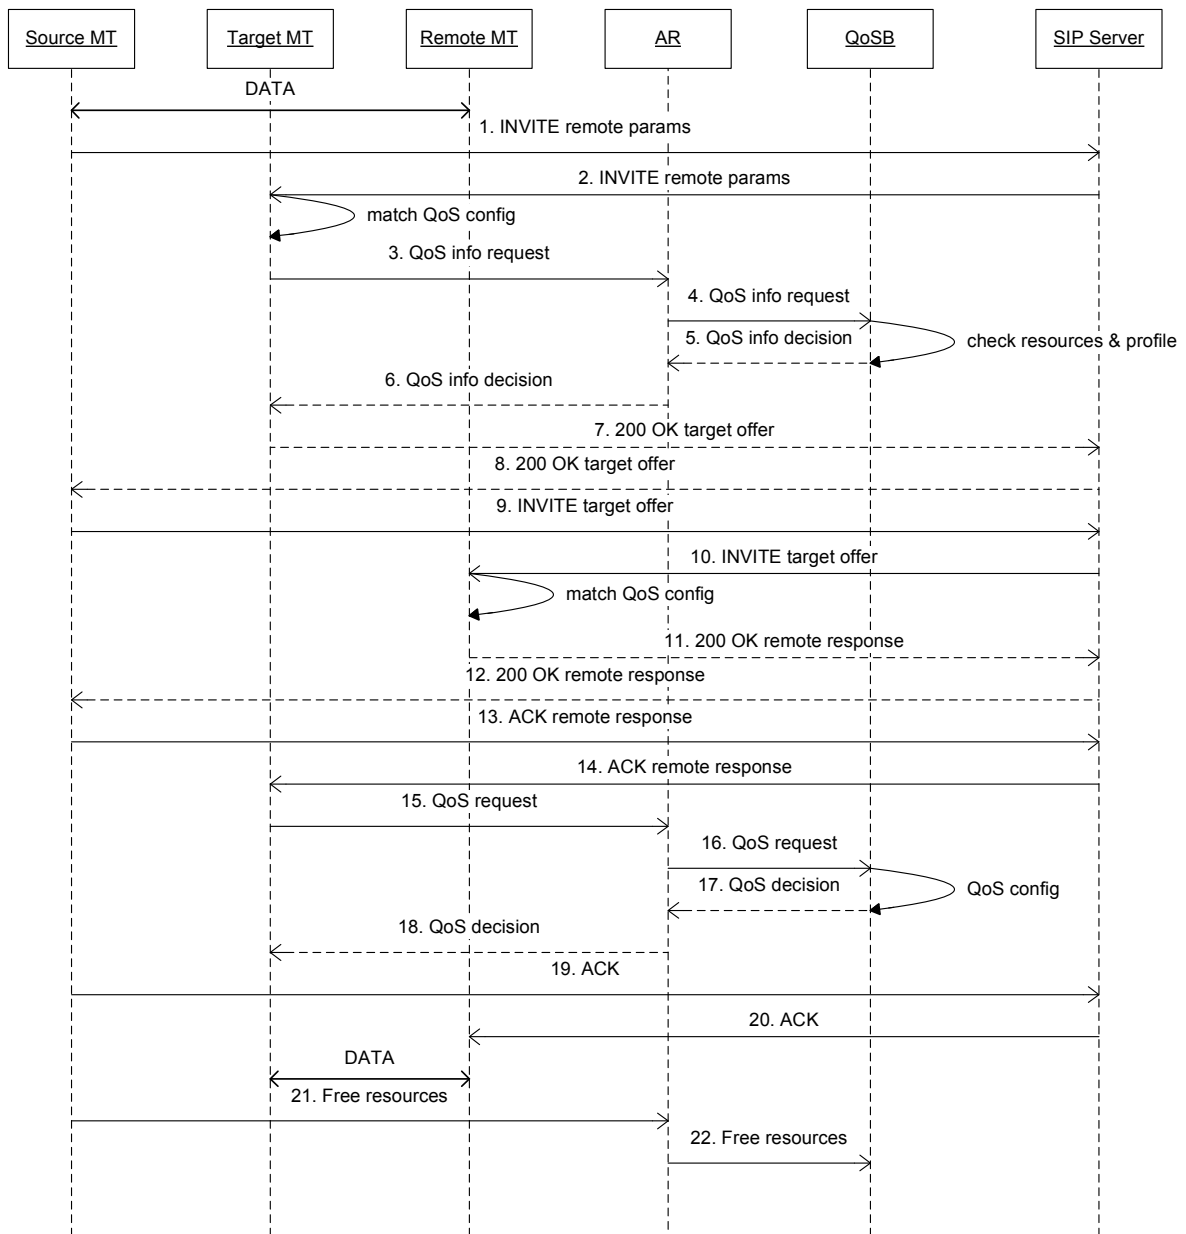 Source MT
Target MT
Remote MT
AR
QoSB
SIP Server
DATA
1. INVITE remote params
2. INVITE remote params
match QoS config
3. QoS info request
4. QoS info request
5. QoS info decision
check resources & profile
6. QoS info decision
7. 200 OK target offer
8. 200 OK target offer
9. INVITE target offer
10. INVITE target offer
match QoS config
11. 200 OK remote response
12. 200 OK remote response
13. ACK remote response
14. ACK remote response
15. QoS request
16. QoS request
17. QoS decision
QoS config
18. QoS decision
19. ACK
20. ACK
DATA
21. Free resources
22. Free resources